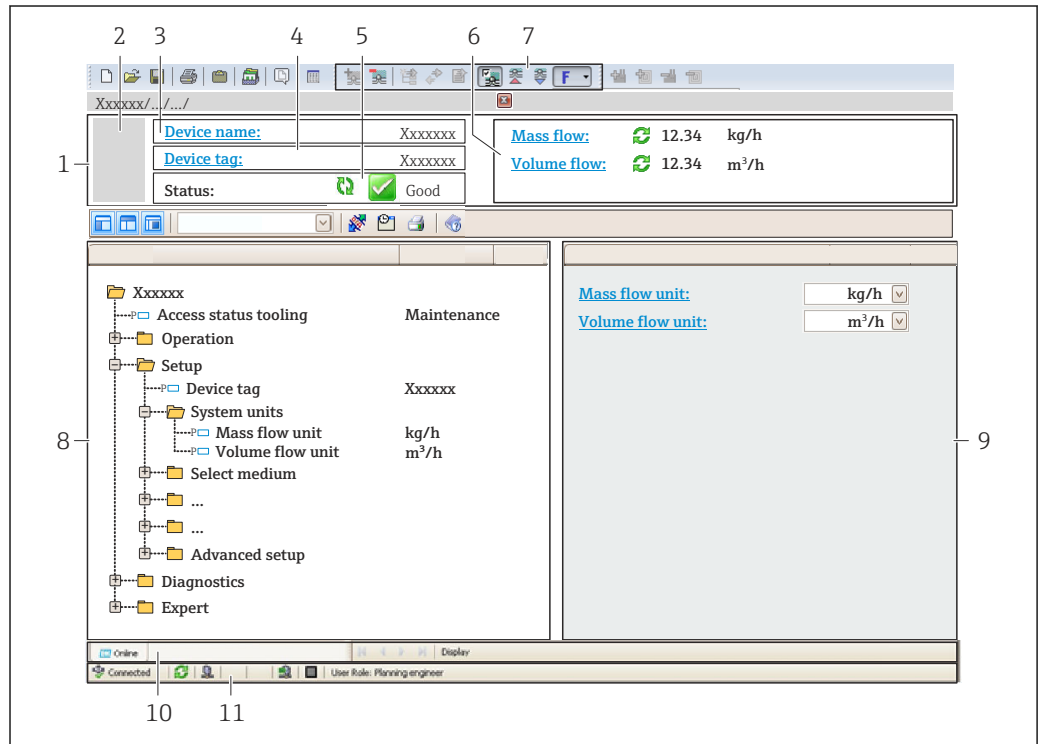 2 3 4 5 6 7
F
Xxxxxx/.../.../
1
Device name: Xxxxxxx
Device tag: Xxxxxxx
Status: Good
Mass flow: 12.34 kg/h
Volume flow: 12.34 m³/h
Xxxxxx
P Access status tooling Maintenance
Operation
Setup
P Device tag Xxxxxx
System units
P Mass flow unit kg/h
P Volume flow unit m³/h
Select medium
...
...
Advanced setup
Diagnostics
Expert
8
Mass flow unit: kg/h
Volume flow unit: m³/h
9
Online Display
Connected User Role: Planning engineer
10 11